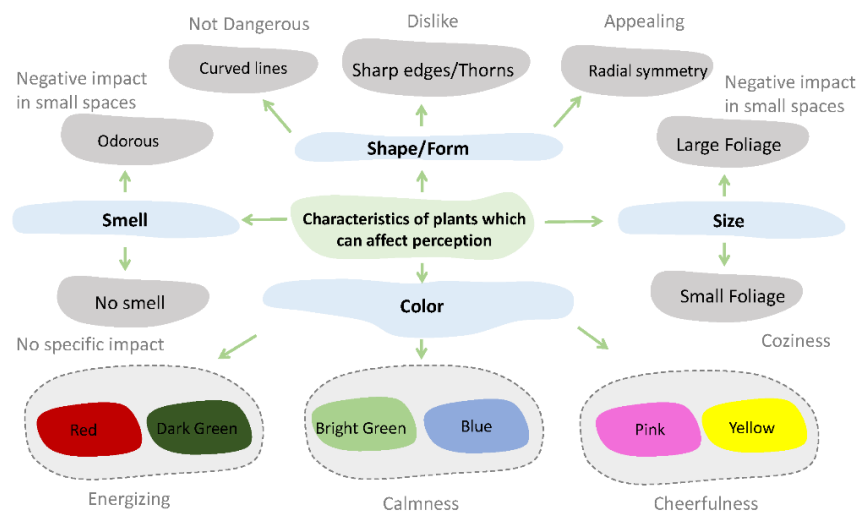 Not Dangerous
Dislike
Appealing
Curved lines
Sharp edges/Thorns
Radial symmetry
Negative impact
in small spaces
Negative impact
in small spaces
Odorous
Shape/Form
Large Foliage
Smell
Characteristics of plants which
can affect perception
Size
No smell
Color
Small Foliage
No specific impact
Coziness
Red
Dark Green
Bright Green
Blue
Pink
Yellow
Energizing
Calmness
Cheerfulness